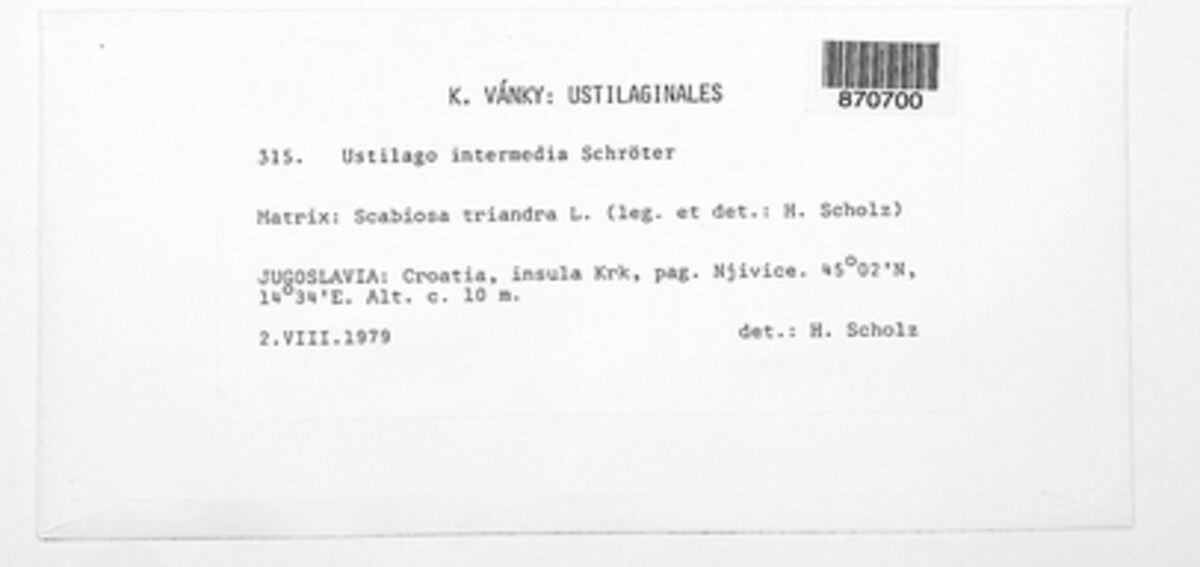 870700
K. VÁNKY: USTILAGINALES
315. Ustilago intermedia Schröter
Matrix: Scabiosa triandra L. (leg. et det.: H. Scholz)
JUGOSLAVIA: Croatia, insula Krk, pag. Njivice. 45°02'N,
14°34'E. Alt. c. 10 m.
2.VIII.1979 det.: H. Scholz